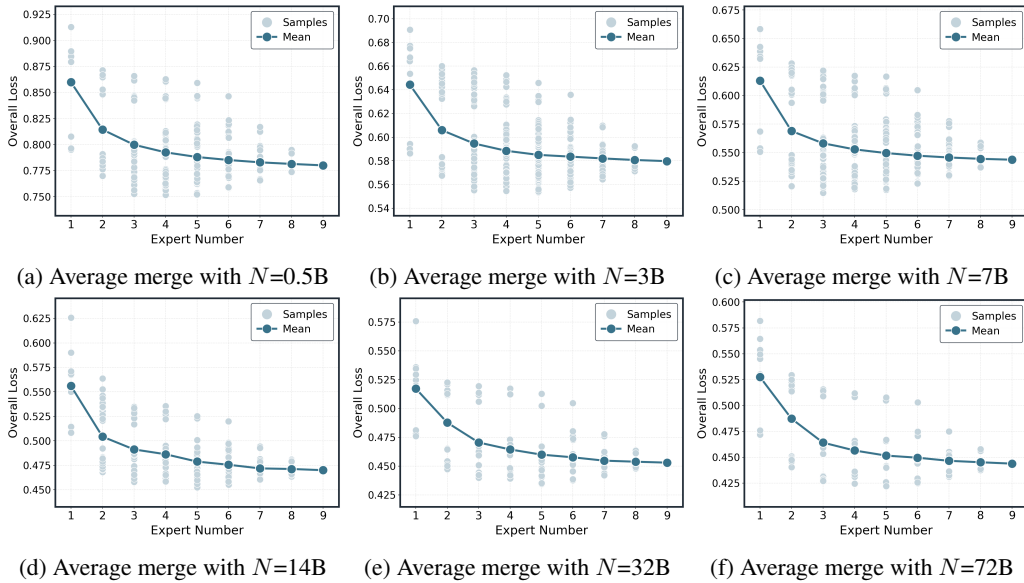 0.925
0.900
0.875
0.850
0.825
0.800
0.775
0.750
Overall Loss
1 2 3 4 5 6 7 8 9
Expert Number
Samples
Mean
(a) Average merge with N=0.5B
0.70
0.68
0.66
0.64
0.62
0.60
0.58
0.56
0.54
Overall Loss
1 2 3 4 5 6 7 8 9
Expert Number
Samples
Mean
(b) Average merge with N=3B
0.675
0.650
0.625
0.600
0.575
0.550
0.525
0.500
Overall Loss
1 2 3 4 5 6 7 8 9
Expert Number
Samples
Mean
(c) Average merge with N=7B
0.625
0.600
0.575
0.550
0.525
0.500
0.475
0.450
Overall Loss
1 2 3 4 5 6 7 8 9
Expert Number
Samples
Mean
(d) Average merge with N=14B
0.575
0.550
0.525
0.500
0.475
0.450
0.425
Overall Loss
1 2 3 4 5 6 7 8 9
Expert Number
Samples
Mean
(e) Average merge with N=32B
0.600
0.575
0.550
0.525
0.500
0.475
0.450
0.425
Overall Loss
1 2 3 4 5 6 7 8 9
Expert Number
Samples
Mean
(f) Average merge with N=72B